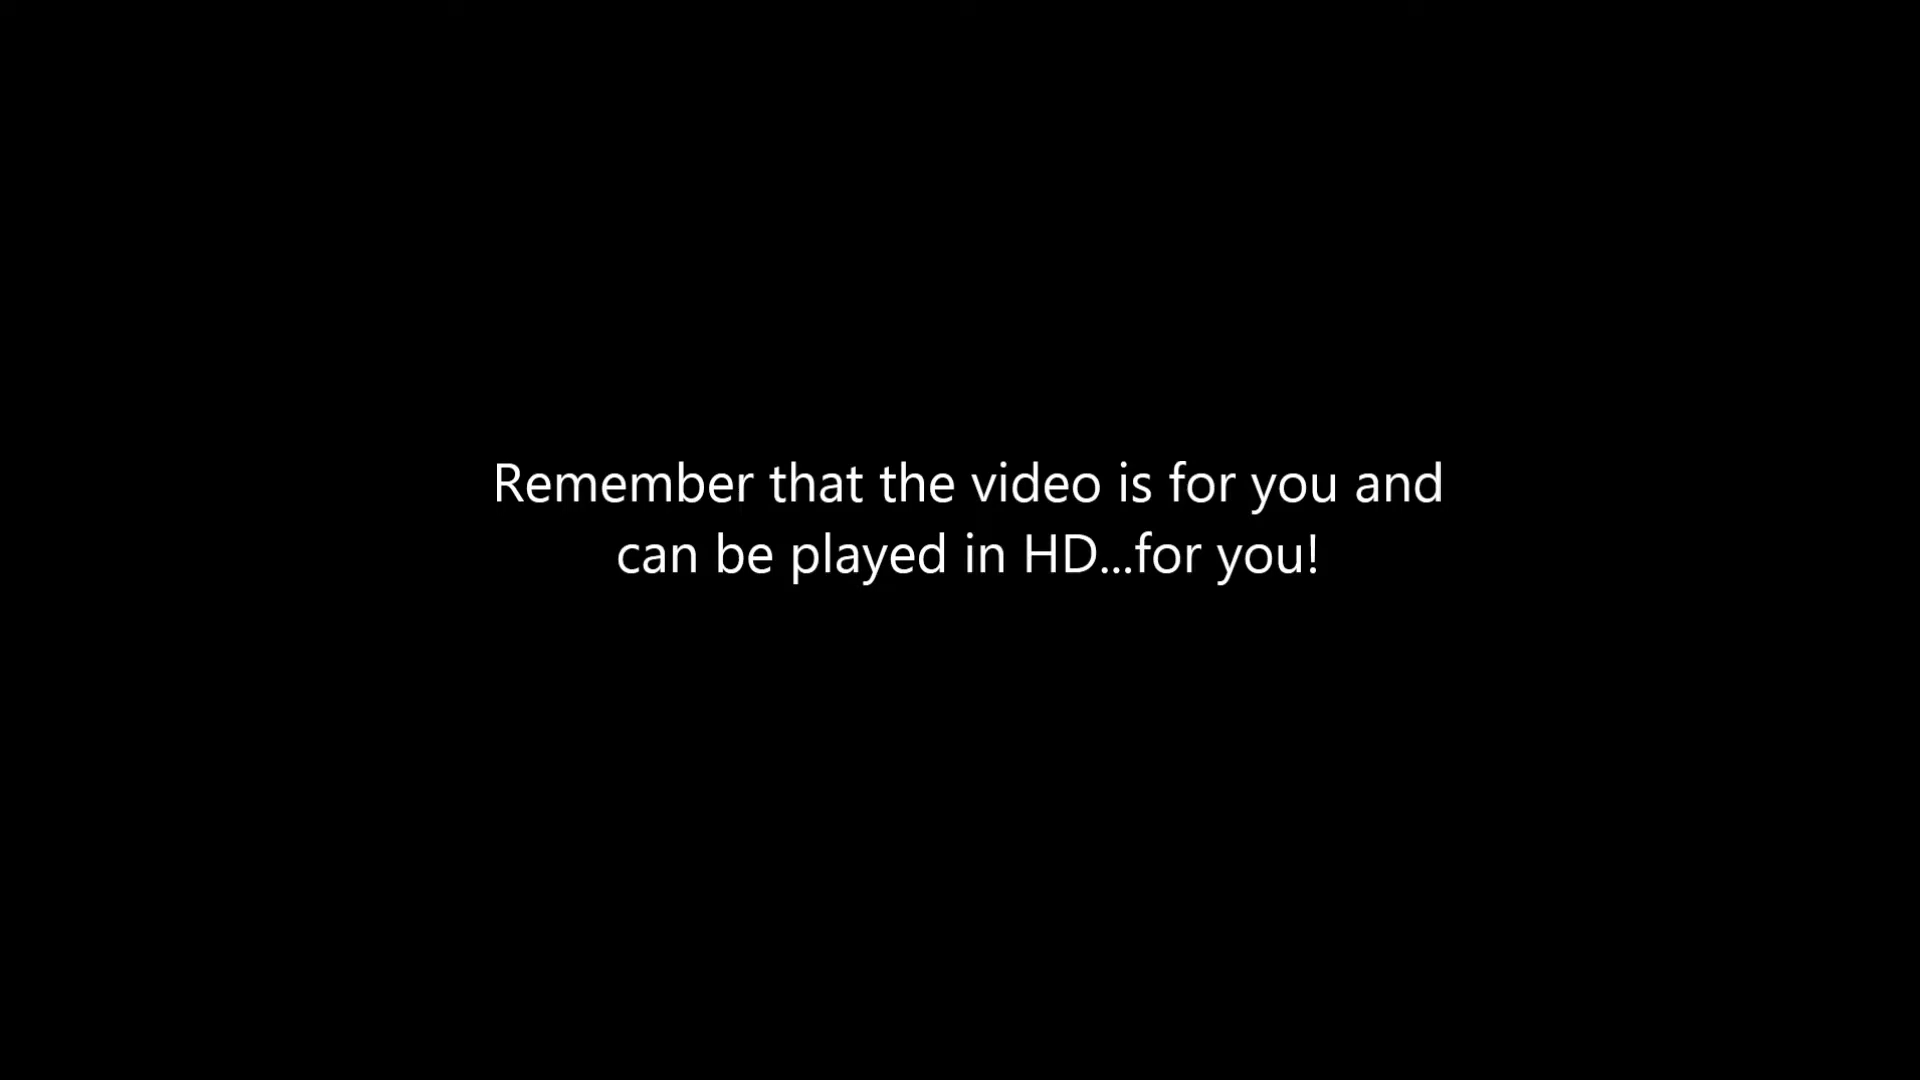 Remember that the video is for you and
can be played in HD...for you!